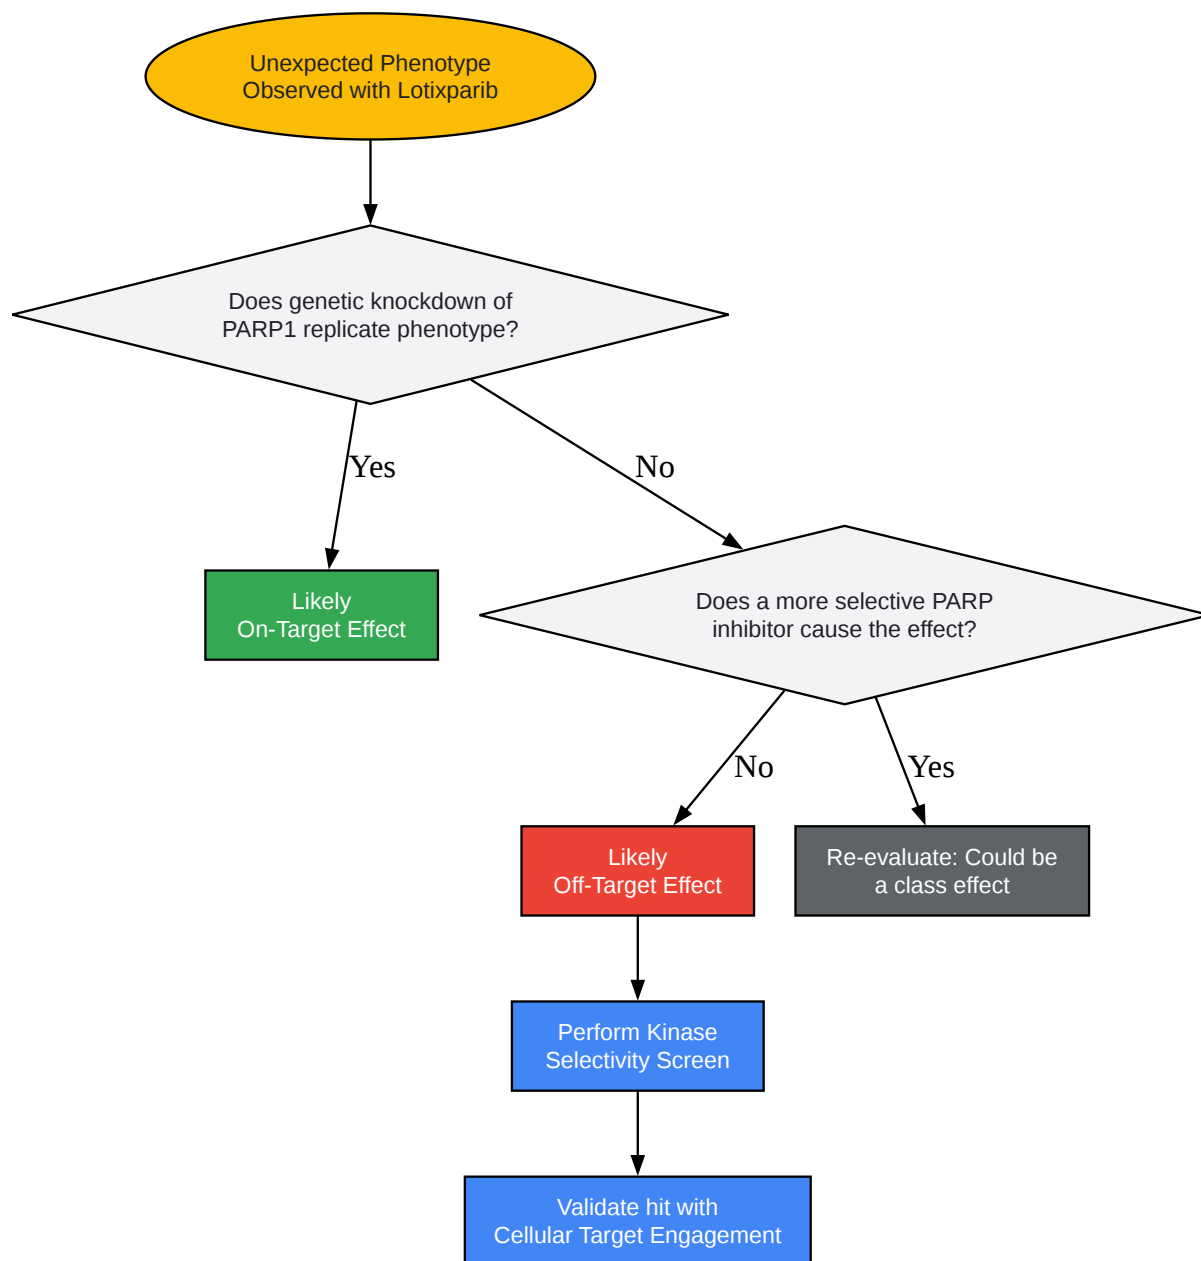 Unexpected Phenotype
Observed with Lotixparib
Does genetic knockdown of
PARP1 replicate phenotype?
Yes
No
Likely
On-Target Effect
Does a more selective PARP
inhibitor cause the effect?
No
Yes
Likely
Off-Target Effect
Re-evaluate: Could be
a class effect
Perform Kinase
Selectivity Screen
Validate hit with
Cellular Target Engagement